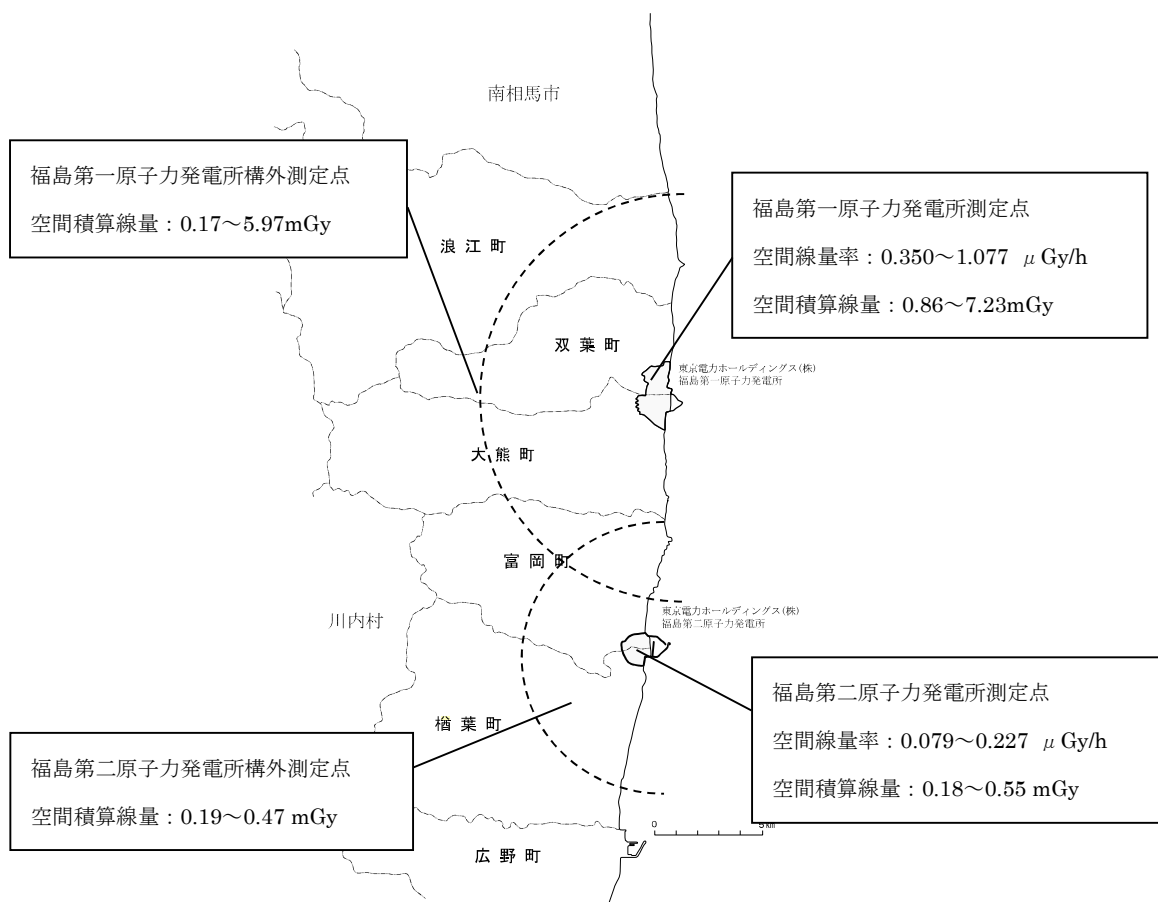 南相馬市
福島第一原子力発電所構外測定点
空間積算線量：0.17～5.97mGy
福島第一原子力発電所測定点
空間線量率：0.350～1.077 μGy/h
空間積算線量：0.86～7.23mGy
浪江町
双葉町
東京電力ホールディングス(株)
福島第一原子力発電所
大熊町
富岡町
東京電力ホールディングス(株)
福島第二原子力発電所
川内村
福島第二原子力発電所測定点
空間線量率：0.079～0.227 μGy/h
空間積算線量：0.18～0.55 mGy
楢葉町
福島第二原子力発電所構外測定点
空間積算線量：0.19～0.47 mGy
0 5km
広野町